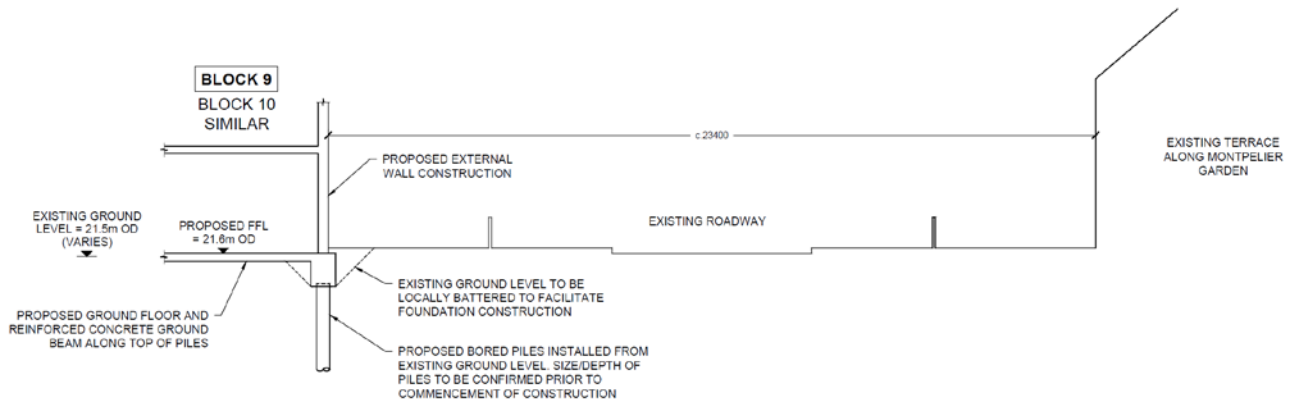 BLOCK 9
BLOCK 10
SIMILAR
c.23400
PROPOSED EXTERNAL
WALL CONSTRUCTION
EXISTING TERRACE
ALONG MONTPELIER
GARDEN
EXISTING GROUND
LEVEL = 21.5m OD
(VARIES)
PROPOSED FFL
= 21.6m OD
EXISTING ROADWAY
EXISTING GROUND LEVEL TO BE
LOCALLY BATTERED TO FACILITATE
FOUNDATION CONSTRUCTION
PROPOSED GROUND FLOOR AND
REINFORCED CONCRETE GROUND
BEAM ALONG TOP OF PILES
PROPOSED BORED PILES INSTALLED FROM
EXISTING GROUND LEVEL. SIZE/DEPTH OF
PILES TO BE CONFIRMED PRIOR TO
COMMENCEMENT OF CONSTRUCTION